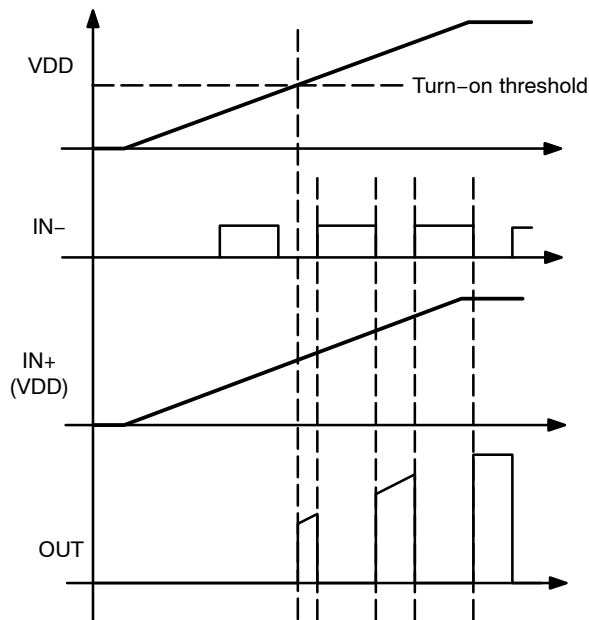 VDD
Turn−on threshold
IN−
IN+
(VDD)
OUT